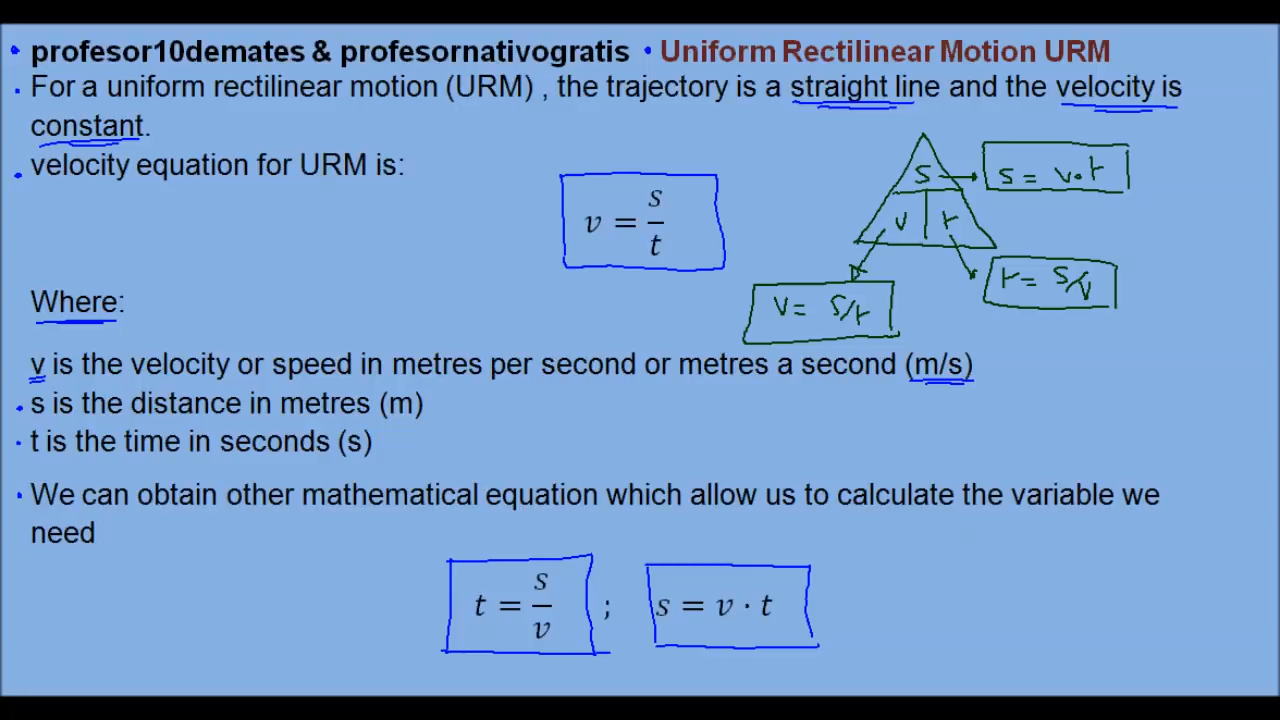 • profesor10demates & profesornativogratis • Uniform Rectilinear Motion URM
. For a uniform rectilinear motion (URM) , the trajectory is a straight line and the velocity is
constant.
. velocity equation for URM is:
v = s/t
s → s = v·t
v t
t = s/v
v = s/t
Where:
v is the velocity or speed in metres per second or metres a second (m/s)
. s is the distance in metres (m)
· t is the time in seconds (s)
· We can obtain other mathematical equation which allow us to calculate the variable we
need
t = s/v ; s = v · t